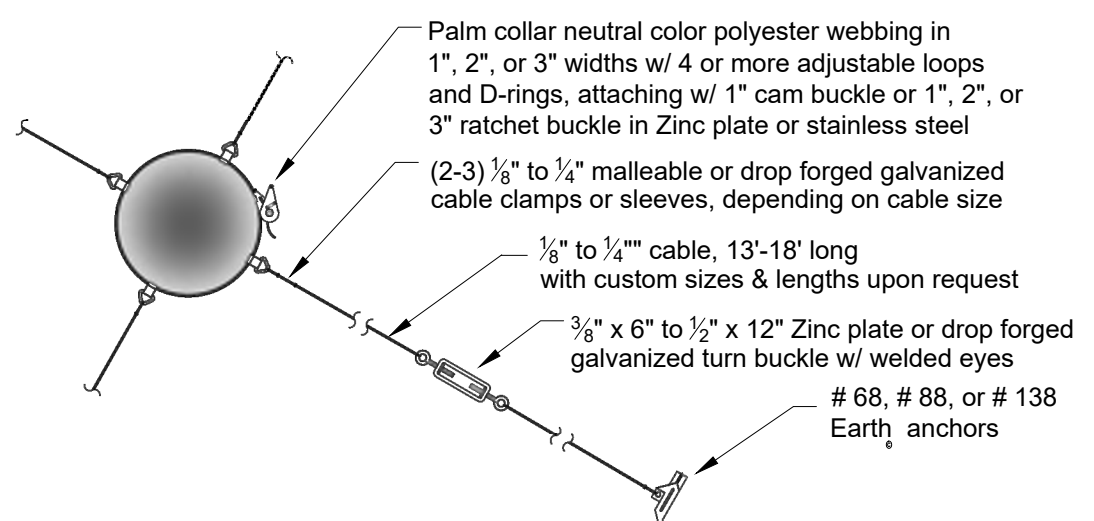 Palm collar neutral color polyester webbing in
1", 2", or 3" widths w/ 4 or more adjustable loops
and D-rings, attaching w/ 1" cam buckle or 1", 2", or
3" ratchet buckle in Zinc plate or stainless steel
(2-3) ⅛" to ¼" malleable or drop forged galvanized
cable clamps or sleeves, depending on cable size
⅛" to ¼"" cable, 13'-18' long
with custom sizes & lengths upon request
⅜" x 6" to ½" x 12" Zinc plate or drop forged
galvanized turn buckle w/ welded eyes
# 68, # 88, or # 138
Earth© anchors